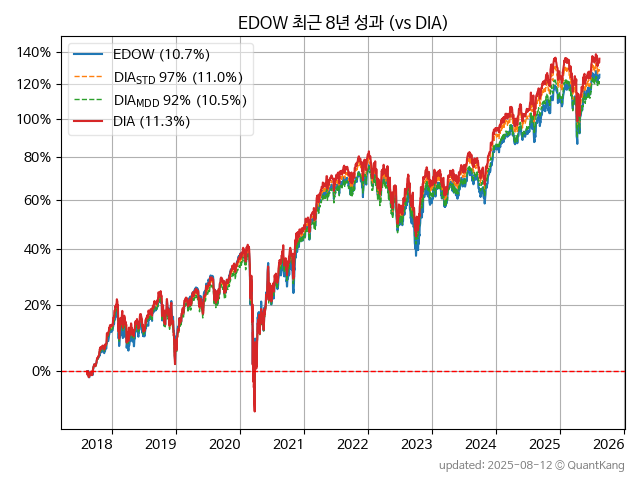 EDOW 최근 8년 성과 (vs DIA)
EDOW (10.7%)
DIA_STD 97% (11.0%)
DIA_MDD 92% (10.5%)
DIA (11.3%)
140%
120%
100%
80%
60%
40%
20%
0%
2018 2019 2020 2021 2022 2023 2024 2025 2026
updated: 2025-08-12 © QuantKang